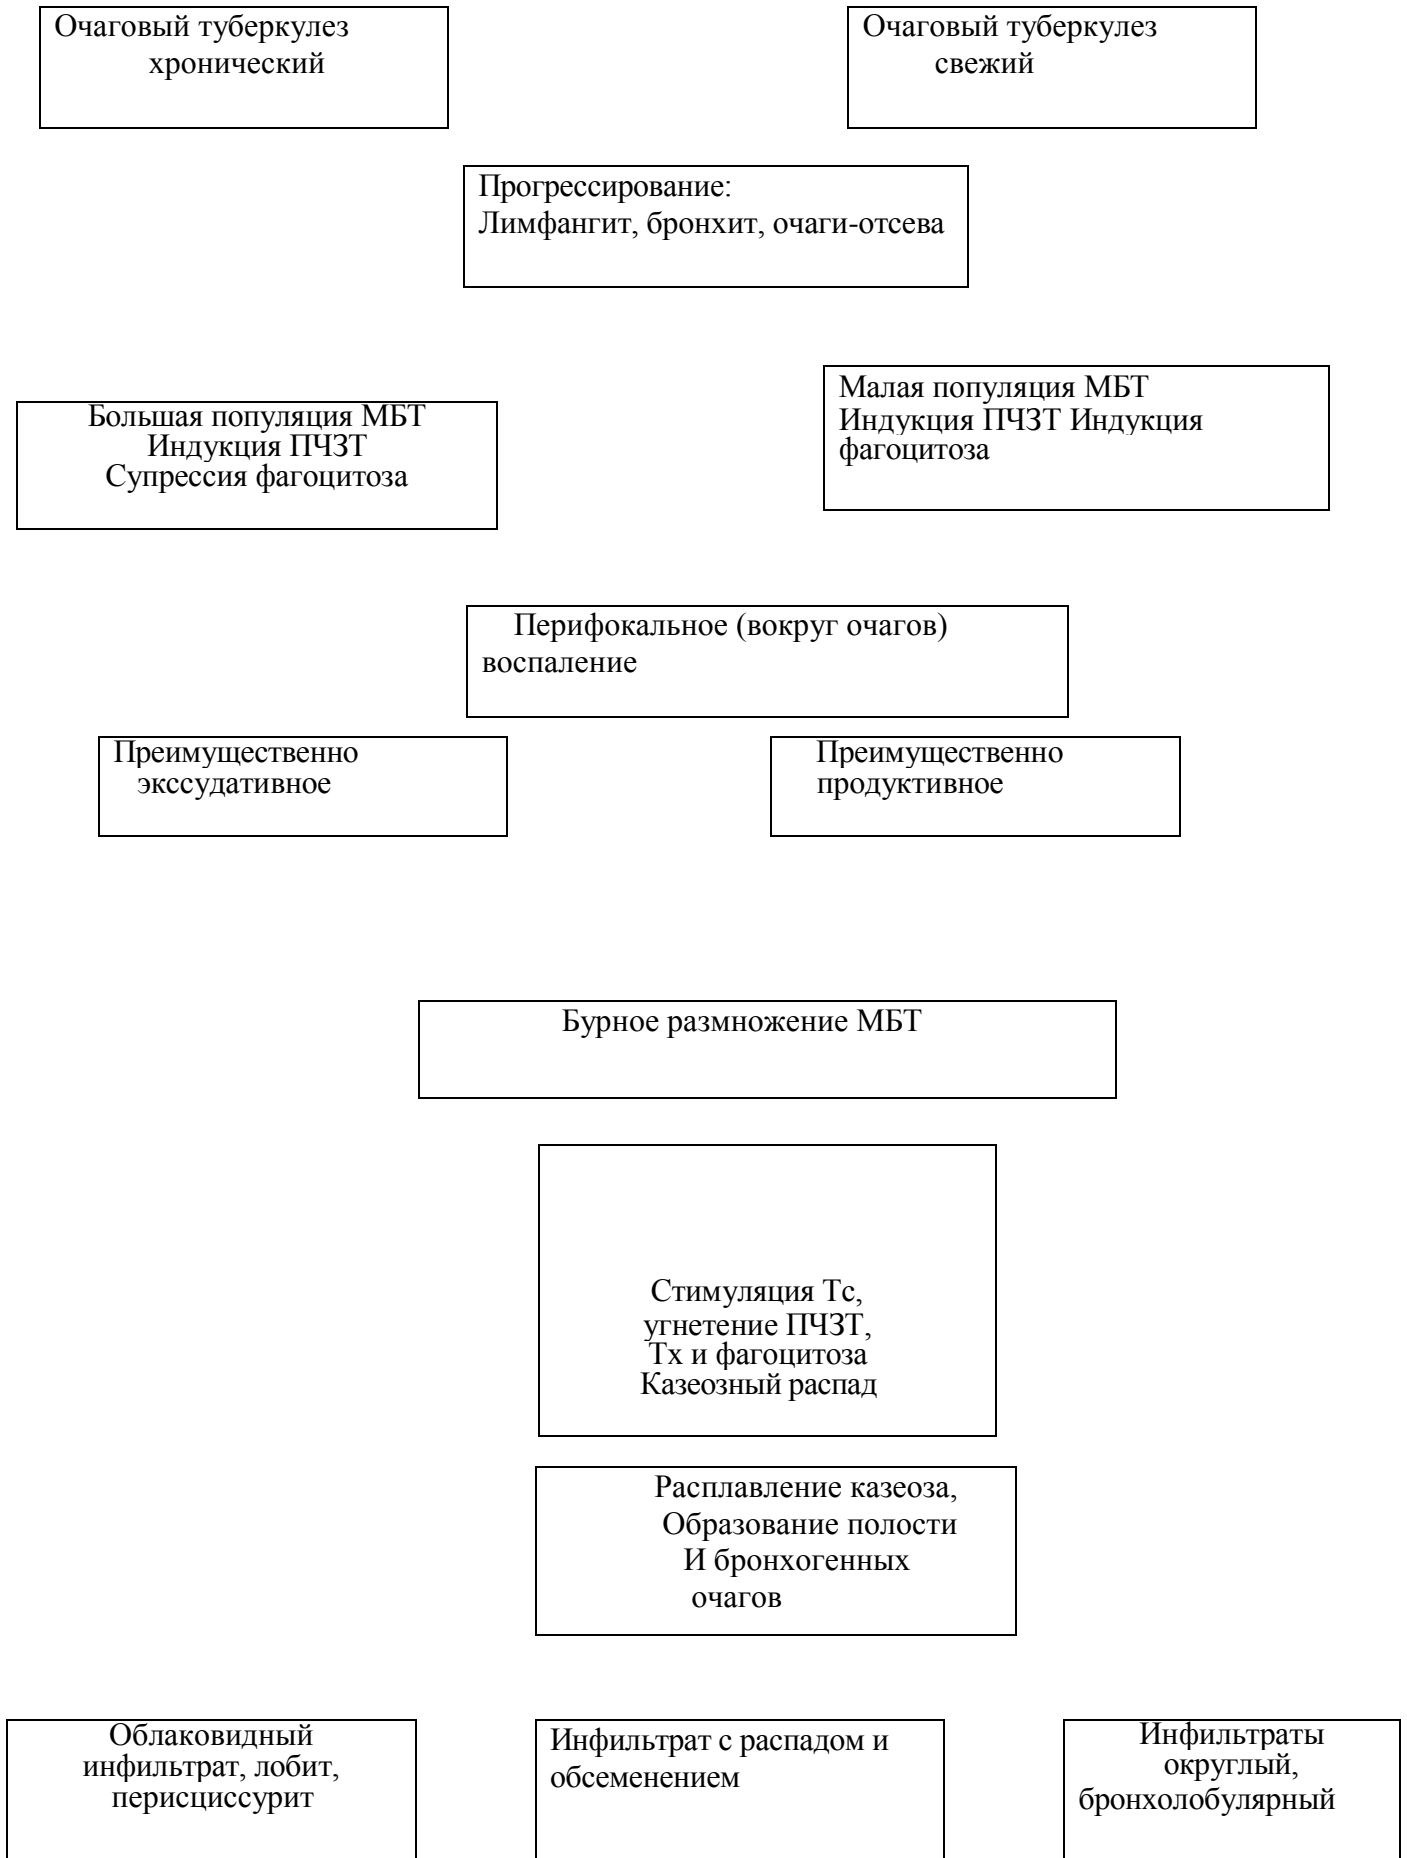 Очаговый туберкулез
хронический
Очаговый туберкулез
свежий
Прогрессирование:
Лимфангит, бронхит, очаги-отсева
Большая популяция МБТ
Индукция ПЧЗТ
Супрессия фагоцитоза
Малая популяция МБТ
Индукция ПЧЗТ Индукция
фагоцитоза
Перифокальное (вокруг очагов)
воспаление
Преимущественно
экссудативное
Преимущественно
продуктивное
Бурное размножение МБТ
Стимуляция Тс,
угнетение ПЧЗТ,
Тх и фагоцитоза
Казеозный распад
Расплавление казеоза,
Образование полости
И бронхогенных
очагов
Облаковидный
инфильтрат, лобит,
перисциссурит
Инфильтрат с распадом и
обсеменением
Инфильтраты
округлый,
бронхолобулярный